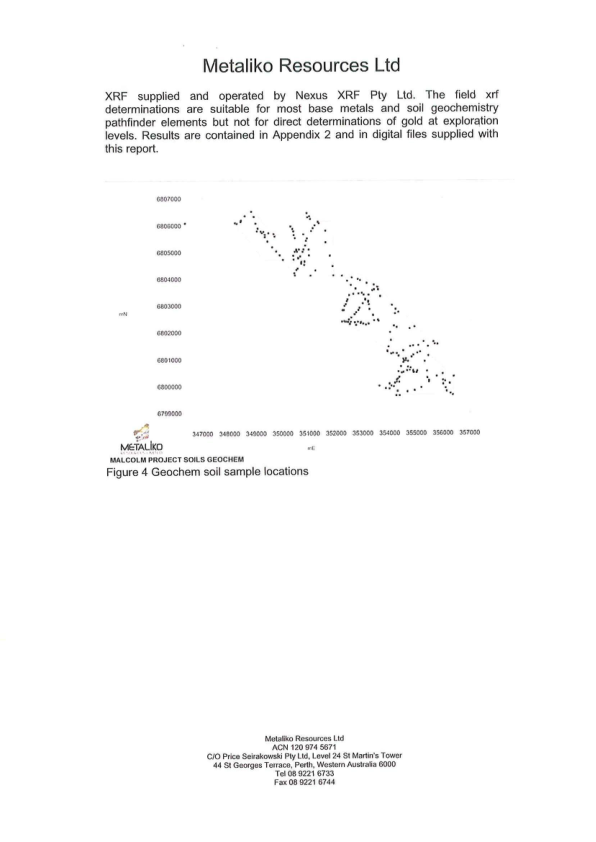 Metaliko Resources Ltd
XRF supplied and operated by Nexus XRF Pty Ltd. The field xrf
determinations are suitable for most base metals and soil geochemistry
pathfinder elements but not for direct determinations of gold at exploration
levels. Results are contained in Appendix 2 and in digital files supplied with
this report.
6807000
6806000
6805000
6804000
6803000
mN
6802000
6801000
6800000
6799000
347000 348000 349000 350000 351000 352000 353000 354000 355000 356000 357000
mE
METALIKO
MALCOLM PROJECT SOILS GEOCHEM
Figure 4 Geochem soil sample locations
Metaliko Resources Ltd
ACN 120 974 5671
C/O Price Seirakowski Pty Ltd, Level 24 St Martin's Tower
44 St Georges Terrace, Perth, Western Australia 6000
Tel 08 9221 6733
Fax 08 9221 6744